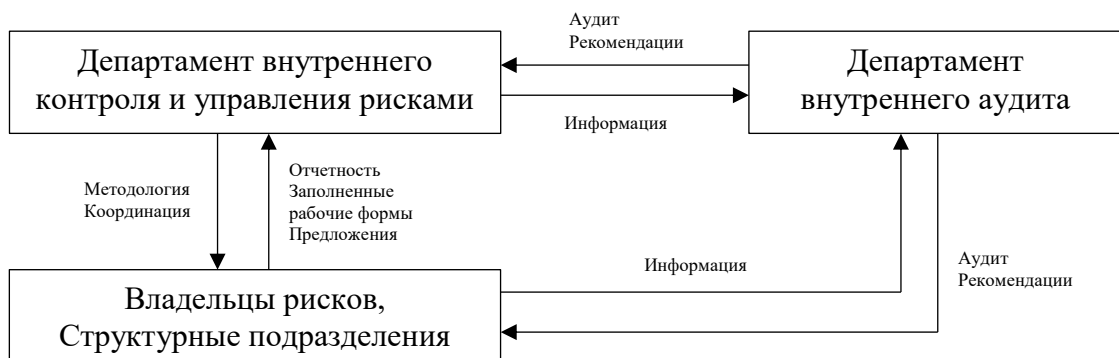 Аудит
Рекомендации
Департамент внутреннего
контроля и управления рисками
Департамент
внутреннего аудита
Информация
Методология
Координация
Отчетность
Заполненные
рабочие формы
Предложения
Информация
Аудит
Рекомендации
Владельцы рисков,
Структурные подразделения